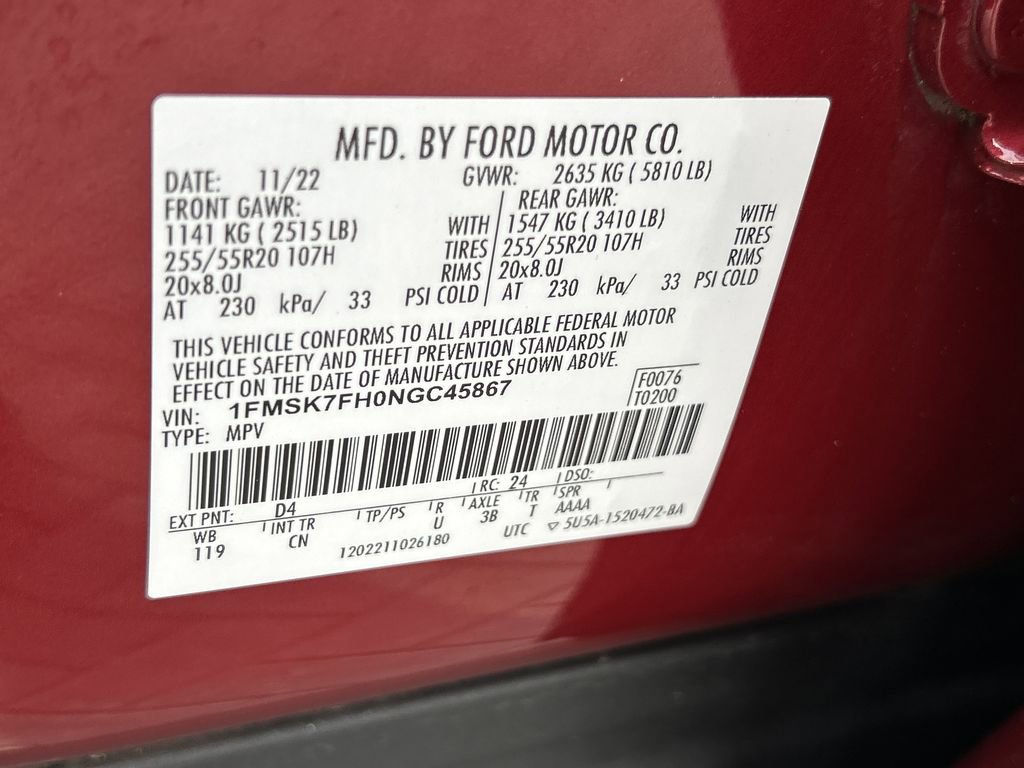 MFD. BY FORD MOTOR CO.
DATE: 11/22 GVWR: 2635 KG ( 5810 LB)
FRONT GAWR: REAR GAWR:
1141 KG ( 2515 LB) WITH 1547 KG ( 3410 LB) WITH
255/55R20 107H TIRES 255/55R20 107H TIRES
20x8.0J RIMS 20x8.0J RIMS
AT 230 kPa/ 33 PSI COLD AT 230 kPa/ 33 PSI COLD
THIS VEHICLE CONFORMS TO ALL APPLICABLE FEDERAL MOTOR
VEHICLE SAFETY AND THEFT PREVENTION STANDARDS IN
EFFECT ON THE DATE OF MANUFACTURE SHOWN ABOVE.
VIN: 1FMSK7FH0NGC45867 F0076
TYPE: MPV T0200
EXT PNT: D4 RC: 24 DSO:
WB INT TR TP/PS R AXLE TR SPR
119 CN U 3B T AAAA
1202211026180 UTC ▽ 5U5A-1520472-BA